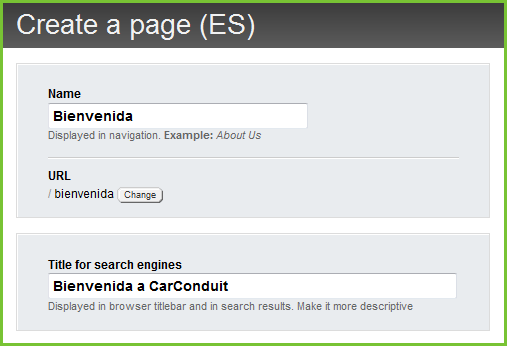 Create a page (ES)
Name
Bienvenida
Displayed in navigation. Example: About Us
URL
/ bienvenida Change
Title for search engines
Bienvenida a CarConduit
Displayed in browser titlebar and in search results. Make it more descriptive